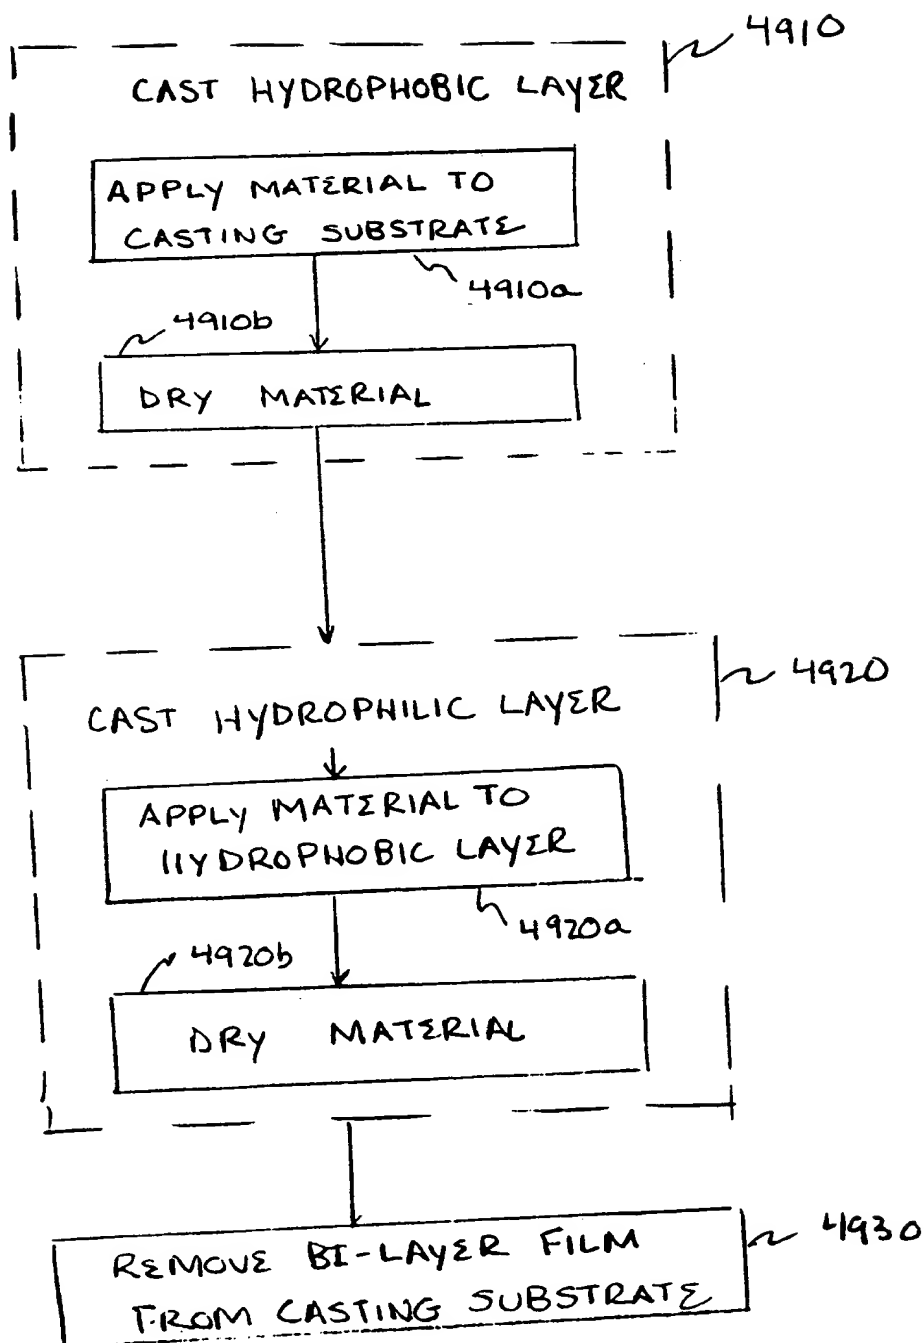 4910
CAST HYDROPHOBIC LAYER
APPLY MATERIAL TO
CASTING SUBSTRATE
4910a
4910b
DRY MATERIAL
4920
CAST HYDROPHILIC LAYER
APPLY MATERIAL TO
HYDROPHOBIC LAYER
4920a
4920b
DRY MATERIAL
4930
REMOVE BI-LAYER FILM
FROM CASTING SUBSTRATE